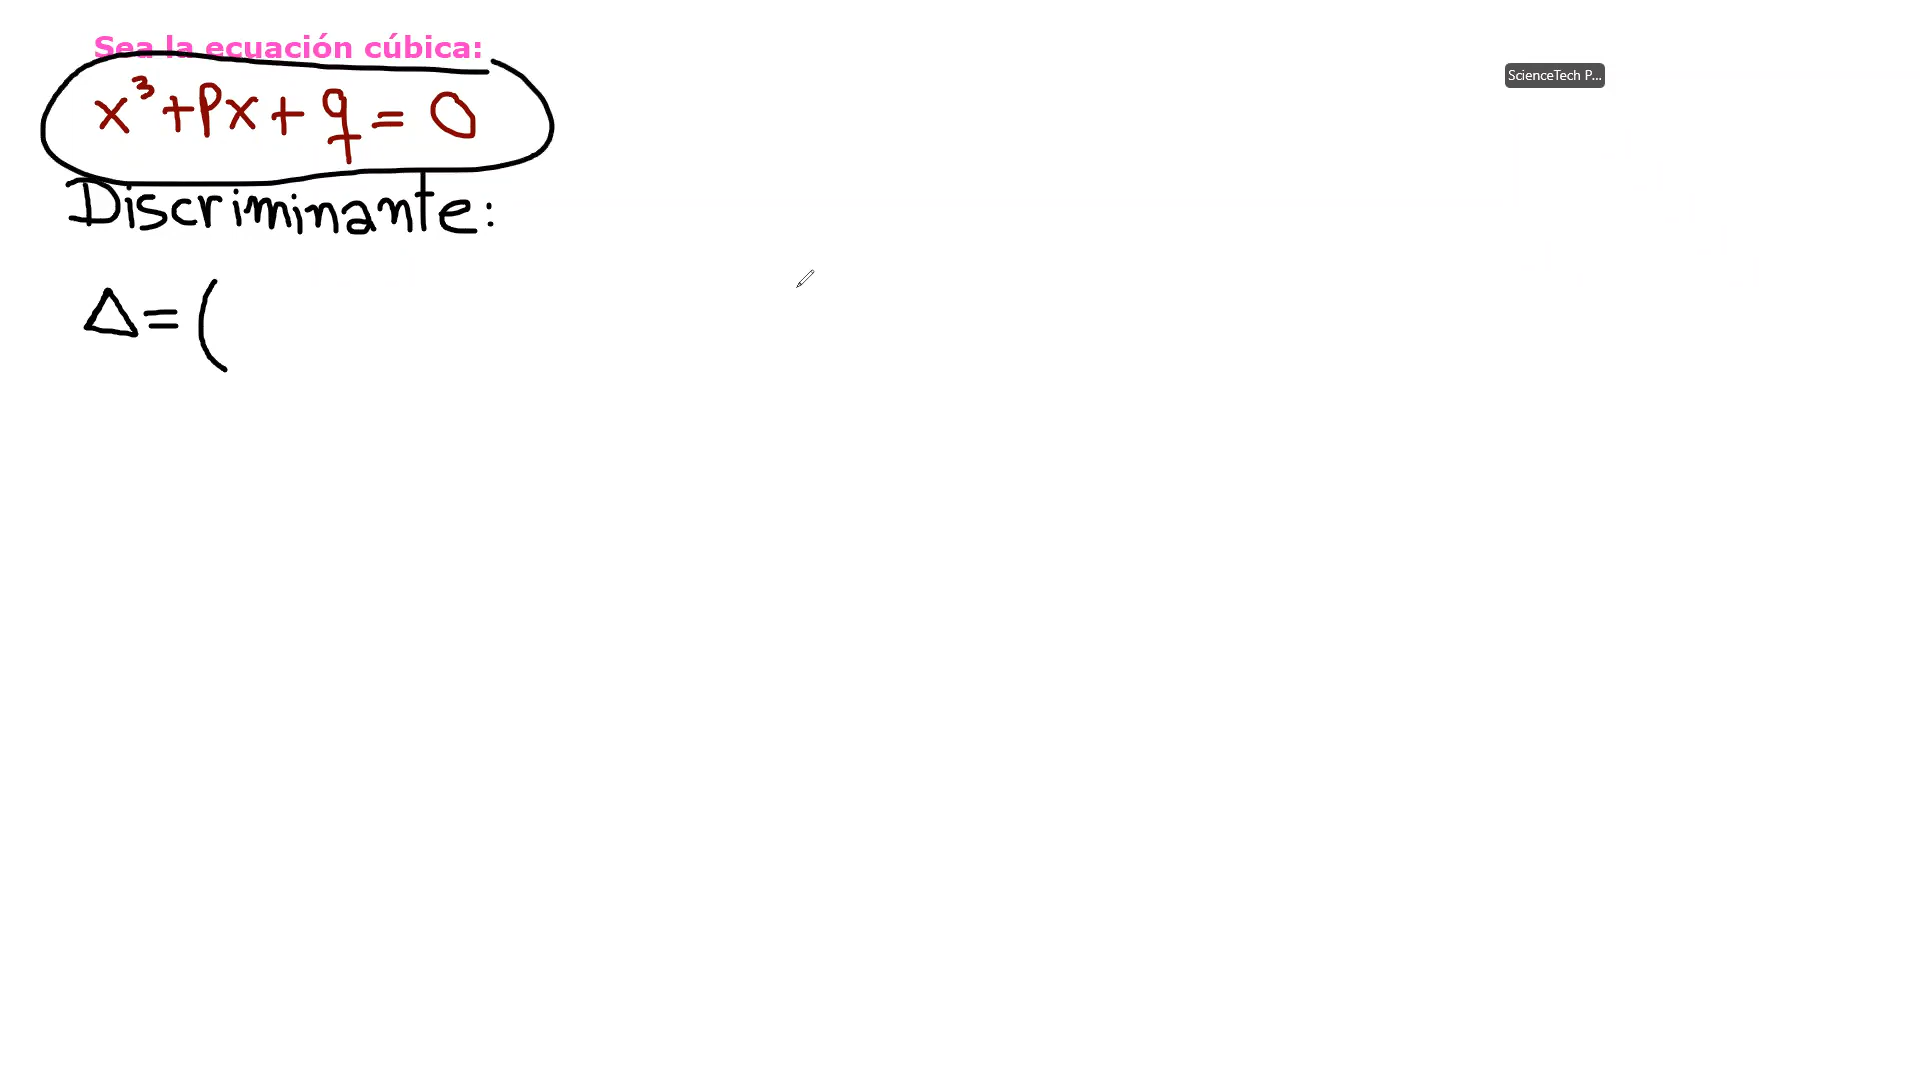 Sea la ecuación cúbica:
ScienceTech P...
x³+px+q=0
Discriminante:
Δ=(